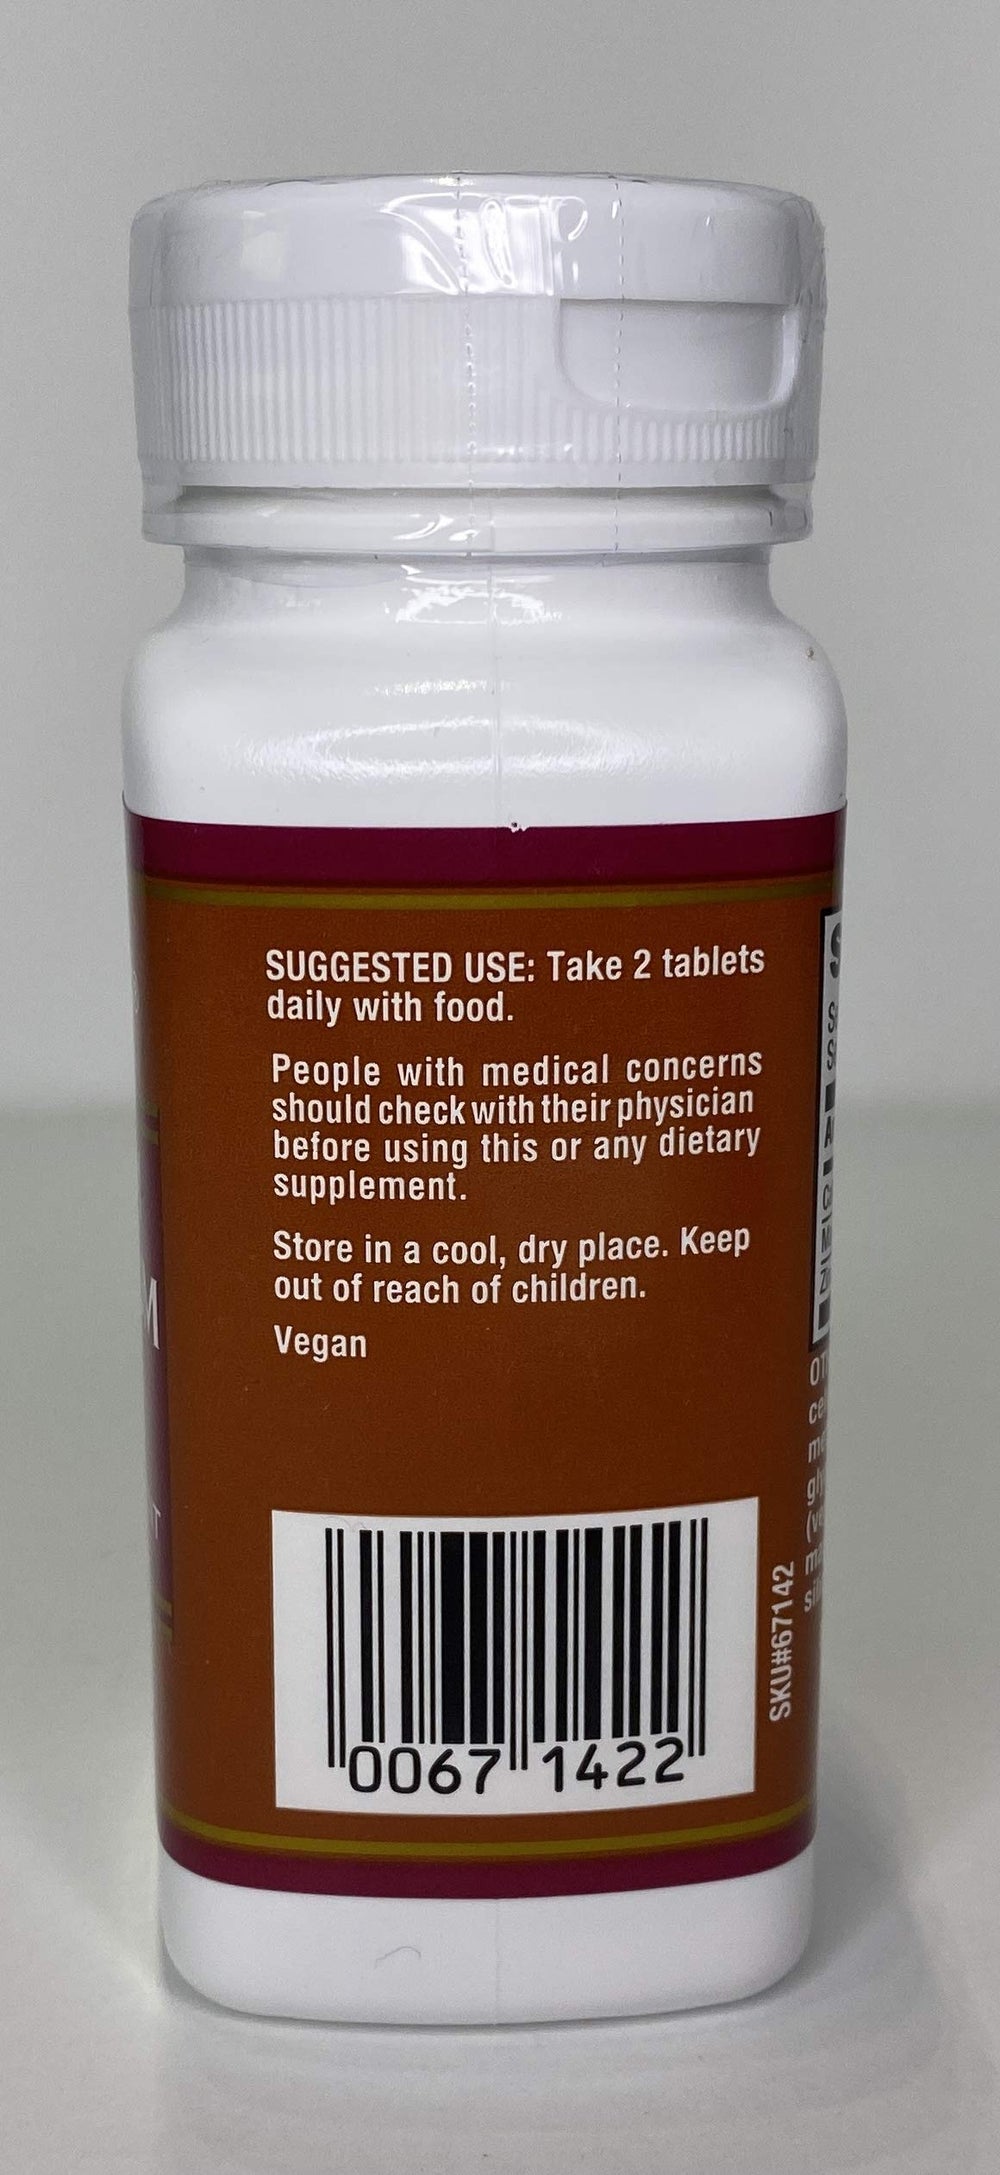 SUGGESTED USE: Take 2 tablets
daily with food.
People with medical concerns
should check with their physician
before using this or any dietary
supplement.
Store in a cool, dry place. Keep
out of reach of children.
Vegan
0067 1422
SKU#67142